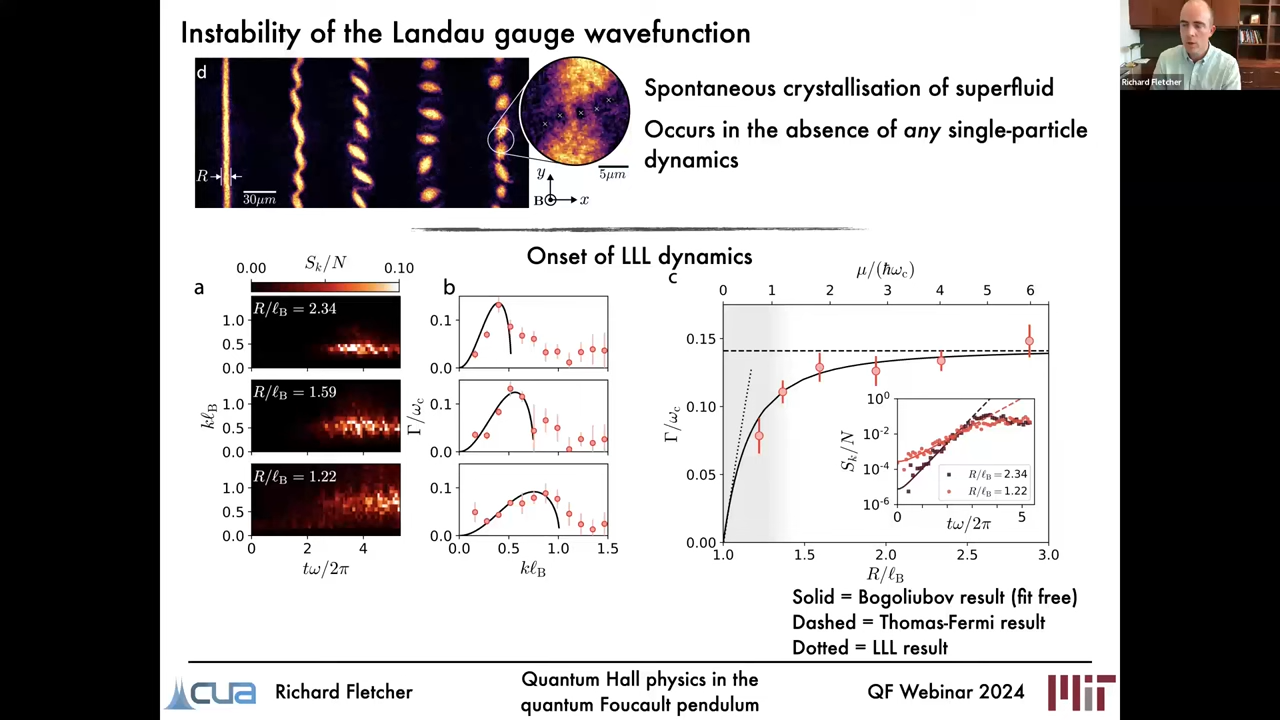 Instability of the Landau gauge wavefunction
Richard Fletcher
d
R
30μm
5μm
y
B
x
Spontaneous crystallisation of superfluid
Occurs in the absence of any single-particle
dynamics
Onset of LLL dynamics
a
0.00 S_k/N 0.10
R/ℓ_B = 2.34
1.0
0.5
0.0
R/ℓ_B = 1.59
1.0
0.5
0.0
R/ℓ_B = 1.22
1.0
0.5
0.0
kℓ_B
0 2 4
tω/2π
b
0.1
0.0
0.1
0.0
0.1
0.0
Γ/ω_c
0.0 0.5 1.0 1.5
kℓ_B
c
μ/(ħω_c)
0 1 2 3 4 5 6
0.15
0.10
0.05
0.00
Γ/ω_c
1.0 1.5 2.0 2.5 3.0
R/ℓ_B
10^0
10^-2
10^-4
10^-6
S_k/N
R/ℓ_B=2.34
R/ℓ_B=1.22
0 5
tω/2π
Solid = Bogoliubov result (fit free)
Dashed = Thomas-Fermi result
Dotted = LLL result
CUA
Richard Fletcher
Quantum Hall physics in the
quantum Foucault pendulum
QF Webinar 2024
MIT